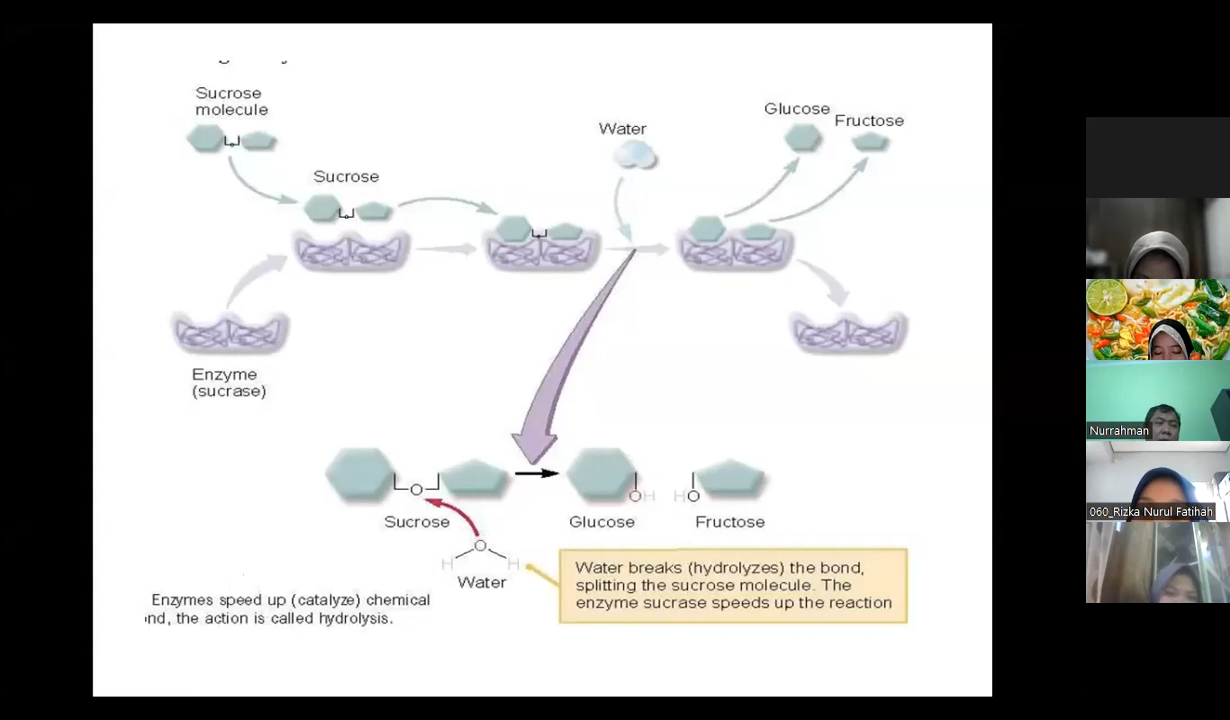 Sucrose
molecule
Glucose
Fructose
Water
Sucrose
Enzyme
(sucrase)
O
O
H
H
O
Sucrose
Glucose
Fructose
O
H
H
Water
Water breaks (hydrolyzes) the bond,
splitting the sucrose molecule. The
enzyme sucrase speeds up the reaction
Enzymes speed up (catalyze) chemical
nd, the action is called hydrolysis.
Nurrahman
060_Rizka Nurul Fatihah